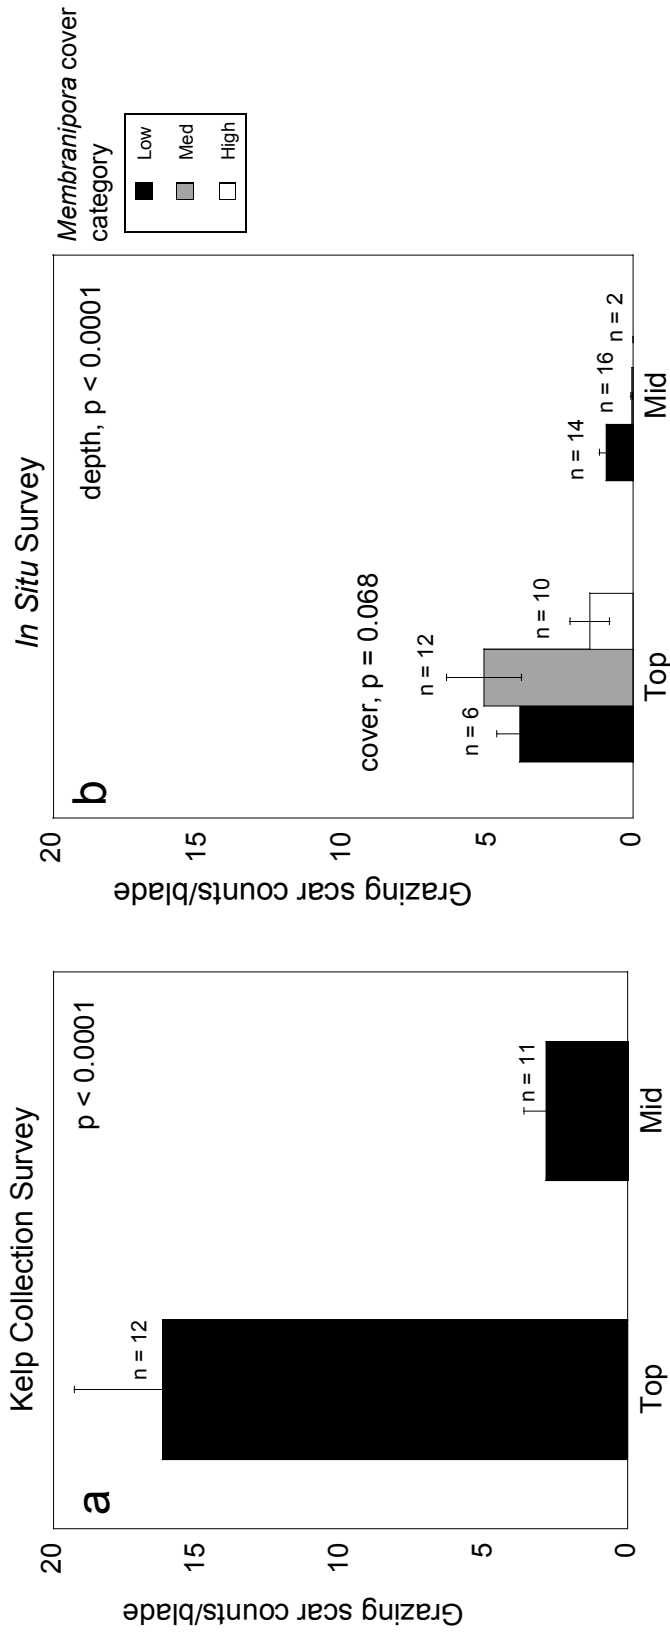 Kelp Collection Survey
a
p < 0.0001
Grazing scar counts/blade
20
15
10
5
0
n = 12
n = 11
Top
Mid
In Situ Survey
b
depth, p < 0.0001
cover, p = 0.068
Grazing scar counts/blade
20
15
10
5
0
n = 6
n = 12
n = 10
n = 14
n = 16
n = 2
Top
Mid
Membranipora cover
category
Low
Med
High